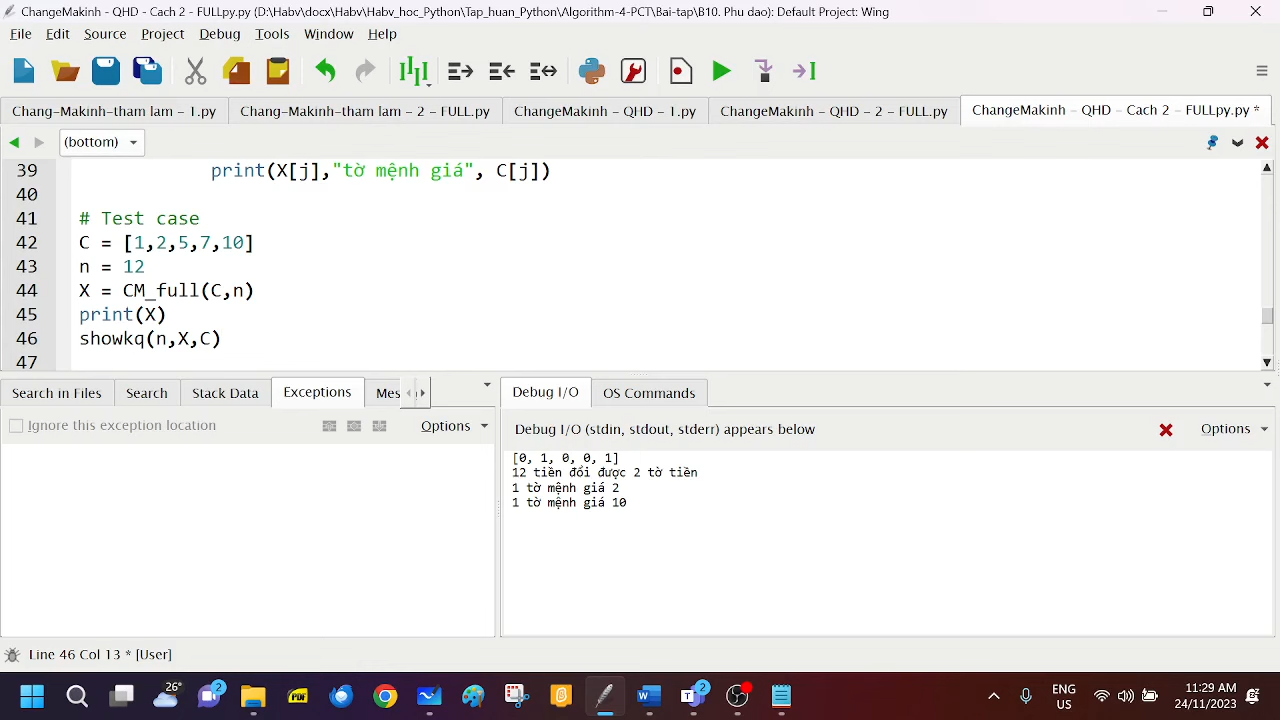 ChangeMakinh - QHD - Cach 2 - FULLpy.py (D:\Habv\docx\Habv\Habv_hoc_Python\Tap_huan_Python\Algorithm-4-PCT\Bai-tap\B10. Phu dao): Default Project: Wing
File Edit Source Project Debug Tools Window Help
Chang-Makinh-tham lam - 1.py Chang-Makinh-tham lam - 2 - FULL.py ChangeMakinh - QHD - 1.py ChangeMakinh - QHD - 2 - FULL.py ChangeMakinh - QHD - Cach 2 - FULLpy.py *
(bottom)
39 print(X[j],"tờ mệnh giá", C[j])
40
41 # Test case
42 C = [1,2,5,7,10]
43 n = 12
44 X = CM_full(C,n)
45 print(X)
46 showkq(n,X,C)
47
Search in Files Search Stack Data Exceptions Mes
Ignore this exception location Options
Debug I/O OS Commands
Debug I/O (stdin, stdout, stderr) appears below Options
[0, 1, 0, 0, 1]
12 tiền đổi được 2 tờ tiền
1 tờ mệnh giá 2
1 tờ mệnh giá 10
Line 46 Col 13 * [User]
26° 2 PDF 2
ENG
US
11:29 AM
24/11/2023